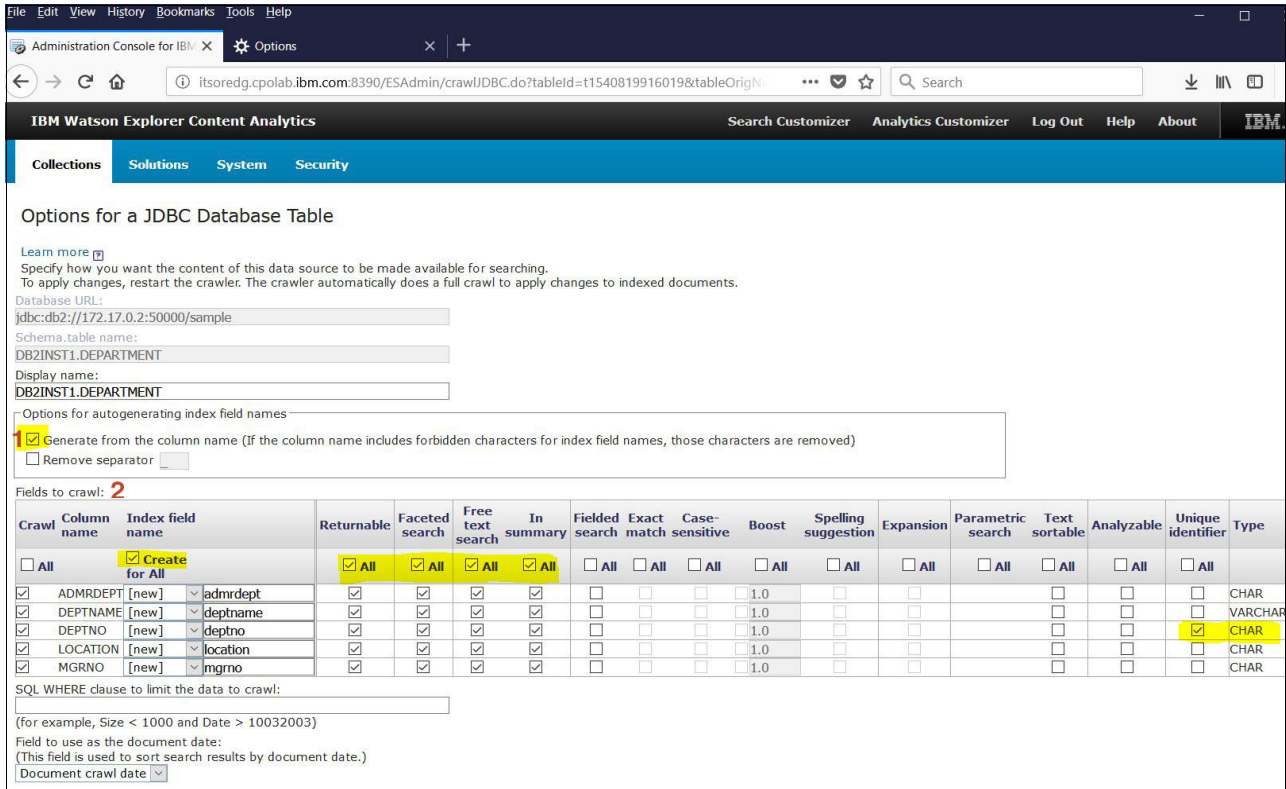 File Edit View History Bookmarks Tools Help
Administration Console for IBM Options
itsoredg.cpolab.ibm.com:8390/ESAdmin/crawlJDBC.do?tableId=t1540819916019&tableOrigN Search
IBM Watson Explorer Content Analytics Search Customizer Analytics Customizer Log Out Help About IBM.
Collections Solutions System Security
Options for a JDBC Database Table
Learn more
Specify how you want the content of this data source to be made available for searching.
To apply changes, restart the crawler. The crawler automatically does a full crawl to apply changes to indexed documents.
Database URL:
jdbc:db2://172.17.0.2:50000/sample
Schema.table name:
DB2INST1.DEPARTMENT
Display name:
DB2INST1.DEPARTMENT
Options for autogenerating index field names
1 Generate from the column name (If the column name includes forbidden characters for index field names, those characters are removed)
Remove separator _
Fields to crawl: 2
Crawl Column name Index field name Returnable Faceted search Free text search In summary Fielded search Exact match Case-sensitive Boost Spelling suggestion Expansion Parametric search Text sortable Analyzable Unique identifier Type
All Create for All All All All All All All All All All All All All All All
ADMRDEPT [new] admrdept 1.0 CHAR
DEPTNAME [new] deptname 1.0 VARCHAR
DEPTNO [new] deptno 1.0 CHAR
LOCATION [new] location 1.0 CHAR
MGRNO [new] mgrno 1.0 CHAR
SQL WHERE clause to limit the data to crawl:
(for example, Size < 1000 and Date > 10032003)
Field to use as the document date:
(This field is used to sort search results by document date.)
Document crawl date